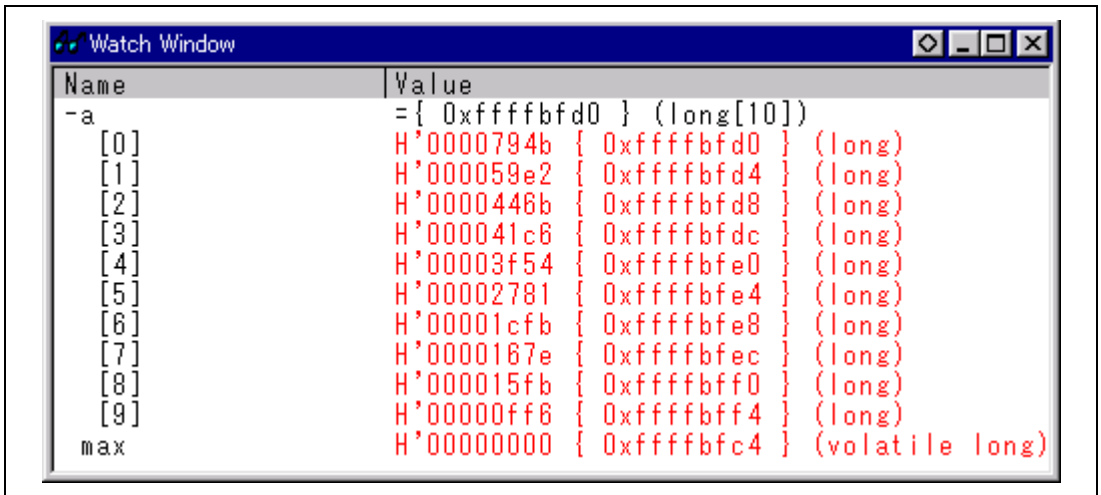 Watch Window
Name Value
-a ={ 0xffffbfd0 } (long[10])
[0] H'0000794b { 0xffffbfd0 } (long)
[1] H'000059e2 { 0xffffbfd4 } (long)
[2] H'0000446b { 0xffffbfd8 } (long)
[3] H'000041c6 { 0xffffbfdc } (long)
[4] H'00003f54 { 0xffffbfe0 } (long)
[5] H'00002781 { 0xffffbfe4 } (long)
[6] H'00001cfb { 0xffffbfe8 } (long)
[7] H'0000167e { 0xffffbfec } (long)
[8] H'000015fb { 0xffffbff0 } (long)
[9] H'00000ff6 { 0xffffbff4 } (long)
max H'00000000 { 0xffffbfc4 } (volatile long)